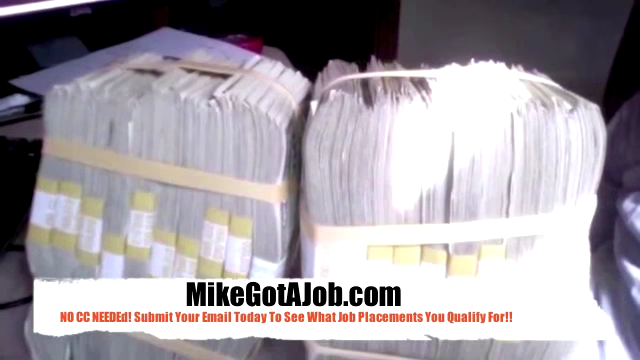 MikeGotAJob.com
NO CC NEEDEd! Submit Your Email Today To See What Job Placements You Qualify For!!